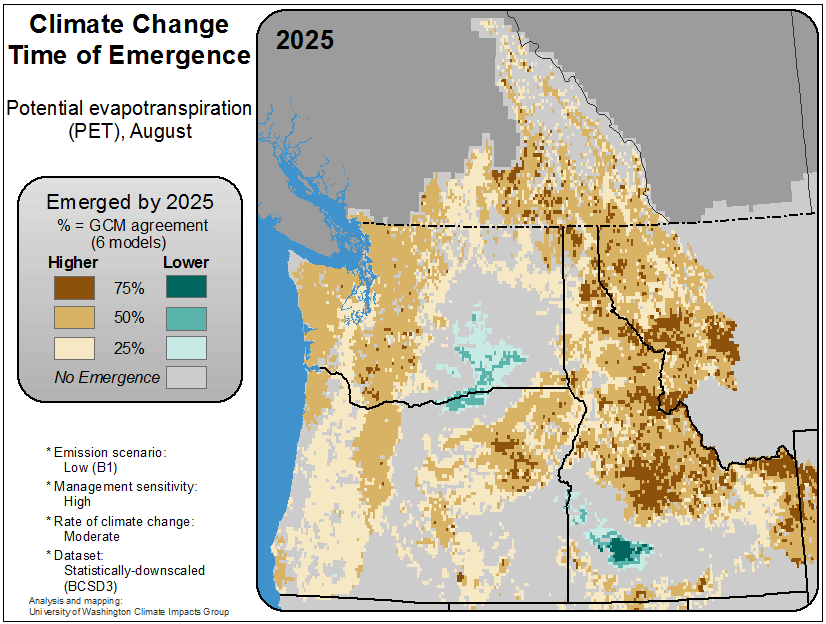 Climate Change
Time of Emergence
Potential evapotranspiration
(PET), August
2025
Emerged by 2025
% = GCM agreement
(6 models)
Higher Lower
75%
50%
25%
No Emergence
* Emission scenario:
Low (B1)
* Management sensitivity:
High
* Rate of climate change:
Moderate
* Dataset:
Statistically-downscaled
(BCSD3)
Analysis and mapping:
University of Washington Climate Impacts Group